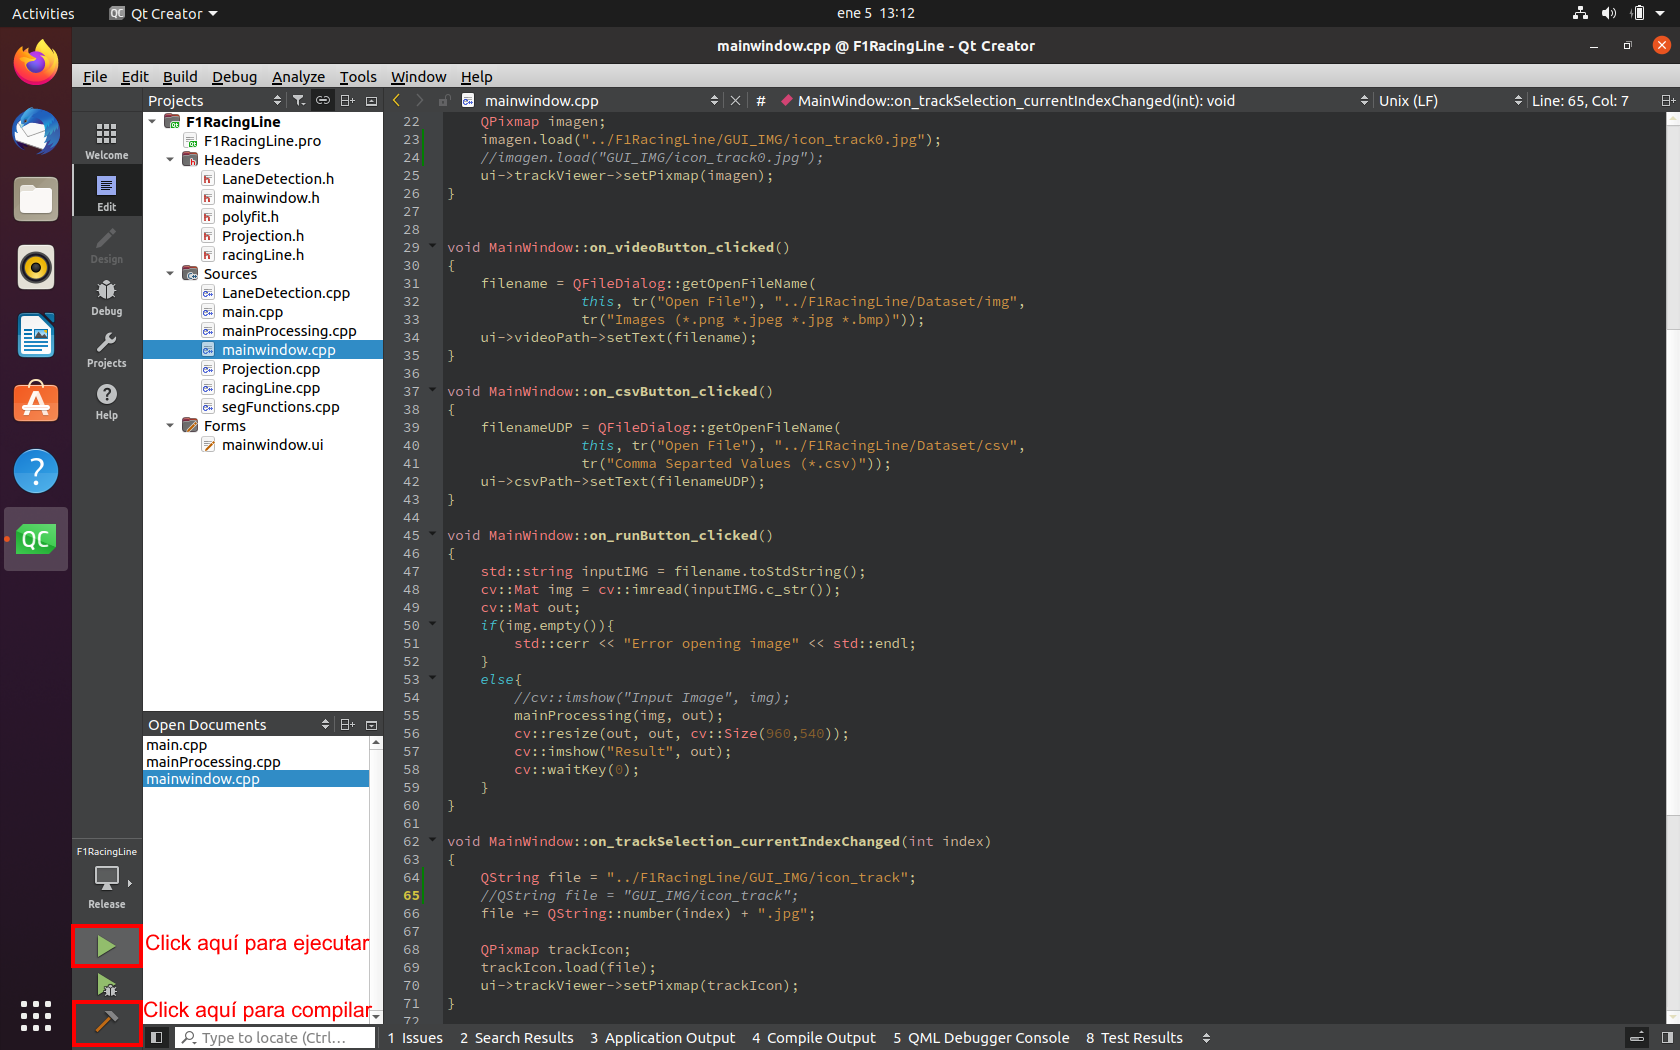 Activities
Qt Creator
ene 5 13:12
mainwindow.cpp @ F1RacingLine - Qt Creator
File Edit Build Debug Analyze Tools Window Help
Projects
mainwindow.cpp
# MainWindow::on_trackSelection_currentIndexChanged(int): void
Unix (LF)
Line: 65, Col: 7
Welcome
Edit
Design
Debug
Projects
Help
F1RacingLine
F1RacingLine.pro
Headers
LaneDetection.h
mainwindow.h
polyfit.h
Projection.h
racingLine.h
Sources
LaneDetection.cpp
main.cpp
mainProcessing.cpp
mainwindow.cpp
Projection.cpp
racingLine.cpp
segFunctions.cpp
Forms
mainwindow.ui
Open Documents
main.cpp
mainProcessing.cpp
mainwindow.cpp
F1RacingLine
Release
Click aquí para ejecutar
Click aquí para compilar
22 QPixmap imagen;
23 imagen.load("../F1RacingLine/GUI_IMG/icon_track0.jpg");
24 //imagen.load("GUI_IMG/icon_track0.jpg");
25 ui->trackViewer->setPixmap(imagen);
26 }
27
28
29 void MainWindow::on_videoButton_clicked()
30 {
31 filename = QFileDialog::getOpenFileName(
32 this, tr("Open File"), "../F1RacingLine/Dataset/img",
33 tr("Images (*.png *.jpeg *.jpg *.bmp)"));
34 ui->videoPath->setText(filename);
35 }
36
37 void MainWindow::on_csvButton_clicked()
38 {
39 filenameUDP = QFileDialog::getOpenFileName(
40 this, tr("Open File"), "../F1RacingLine/Dataset/csv",
41 tr("Comma Separted Values (*.csv)"));
42 ui->csvPath->setText(filenameUDP);
43 }
44
45 void MainWindow::on_runButton_clicked()
46 {
47 std::string inputIMG = filename.toStdString();
48 cv::Mat img = cv::imread(inputIMG.c_str());
49 cv::Mat out;
50 if(img.empty()){
51 std::cerr << "Error opening image" << std::endl;
52 }
53 else{
54 //cv::imshow("Input Image", img);
55 mainProcessing(img, out);
56 cv::resize(out, out, cv::Size(960,540));
57 cv::imshow("Result", out);
58 cv::waitKey(0);
59 }
60 }
61
62 void MainWindow::on_trackSelection_currentIndexChanged(int index)
63 {
64 QString file = "../F1RacingLine/GUI_IMG/icon_track";
65 //QString file = "GUI_IMG/icon_track";
66 file += QString::number(index) + ".jpg";
67
68 QPixmap trackIcon;
69 trackIcon.load(file);
70 ui->trackViewer->setPixmap(trackIcon);
71 }
72
Type to locate (Ctrl...
1 Issues 2 Search Results 3 Application Output 4 Compile Output 5 QML Debugger Console 8 Test Results